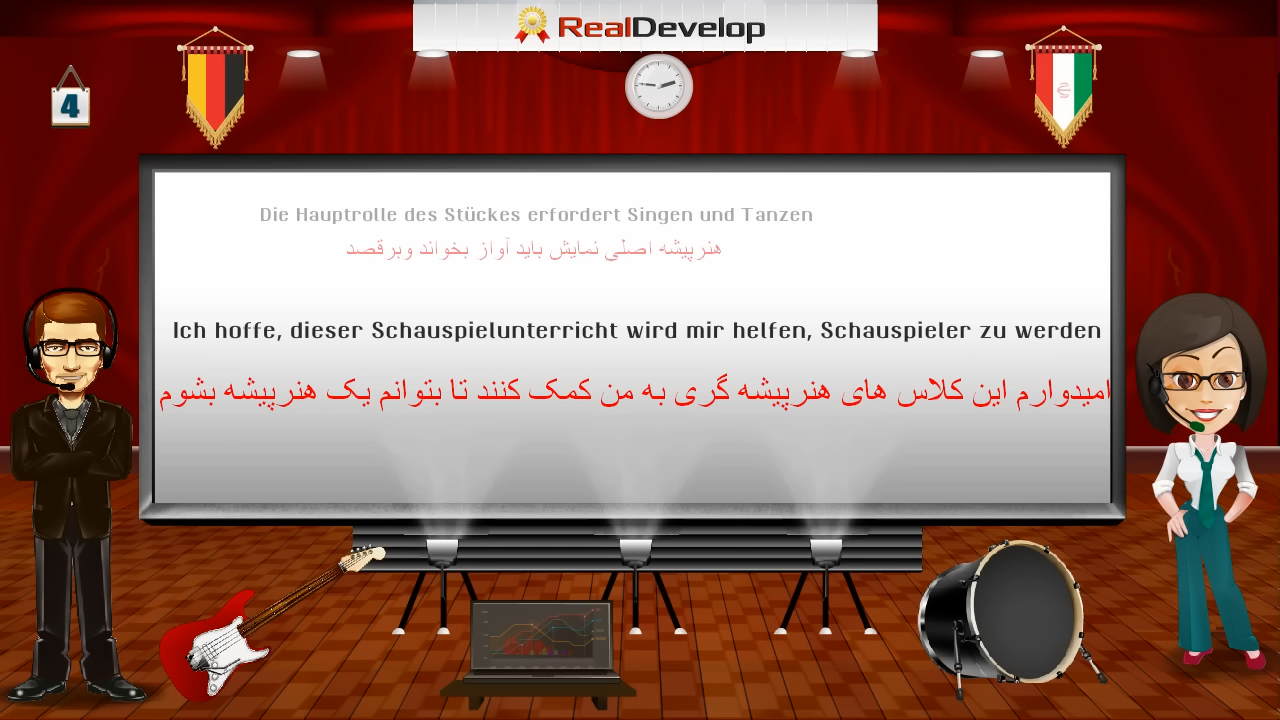 RealDevelop
4
Die Hauptrolle des Stückes erfordert Singen und Tanzen
هنرپیشه اصلی نمایش باید آواز بخواند وبرقصد
Ich hoffe, dieser Schauspielunterricht wird mir helfen, Schauspieler zu werden
امیدوارم این کلاس های هنرپیشه گری به من کمک کنند تا بتوانم یک هنرپیشه بشوم